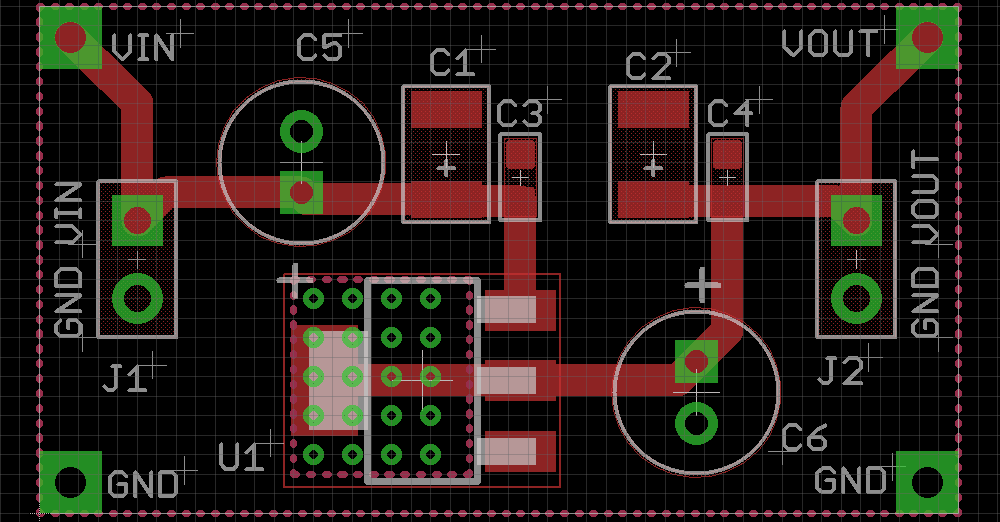 VIN
C5
C1
C2
VOUT
C3
C4
GND VIN
GND VOUT
J1
J2
U1
C6
GND
GND